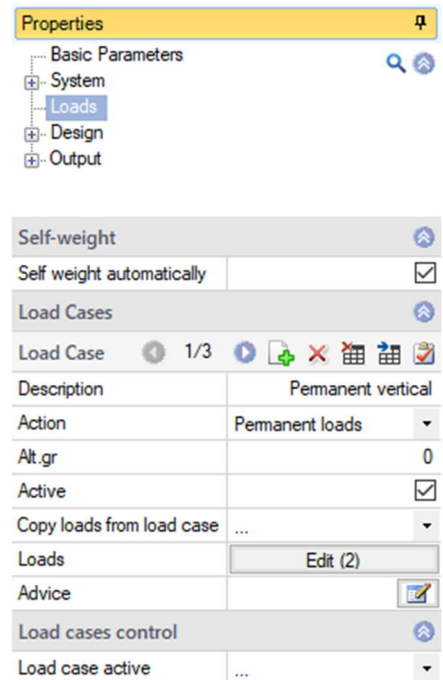 Properties
Basic Parameters
System
Loads
Design
Output
Self-weight
Self weight automatically
Load Cases
Load Case 1/3
Description Permanent vertical
Action Permanent loads
Alt.gr 0
Active
Copy loads from load case ...
Loads Edit (2)
Advice
Load cases control
Load case active ...